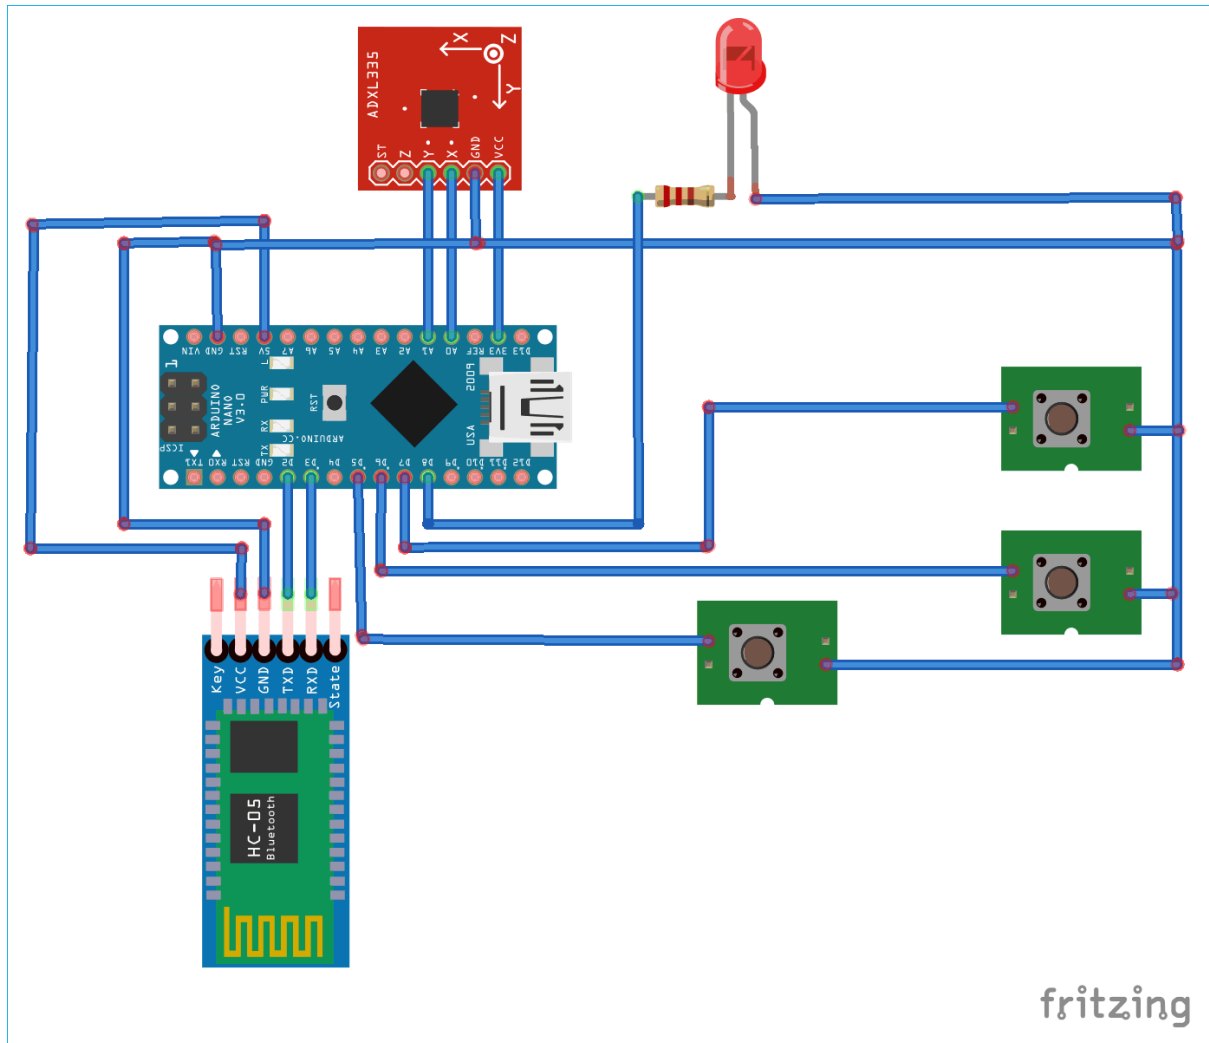 ADXL335
X
Z
Y
ST
Z
Y
X
GND
VCC
VIN
GND
RST
5V
A7
A6
A5
A4
A3
A2
A1
A0
REF
3V3
D13
1
L
PWR
RX
TX
RST
ARDUINO
NANO
V3.0
ARDUINO.CC
2009
USA
ICSP
TX1
RX0
RST
GND
D2
D3
D4
D5
D6
D7
D8
D9
D10
D11
D12
Key
VCC
GND
TXD
RXD
State
HC-05
Bluetooth
fritzing